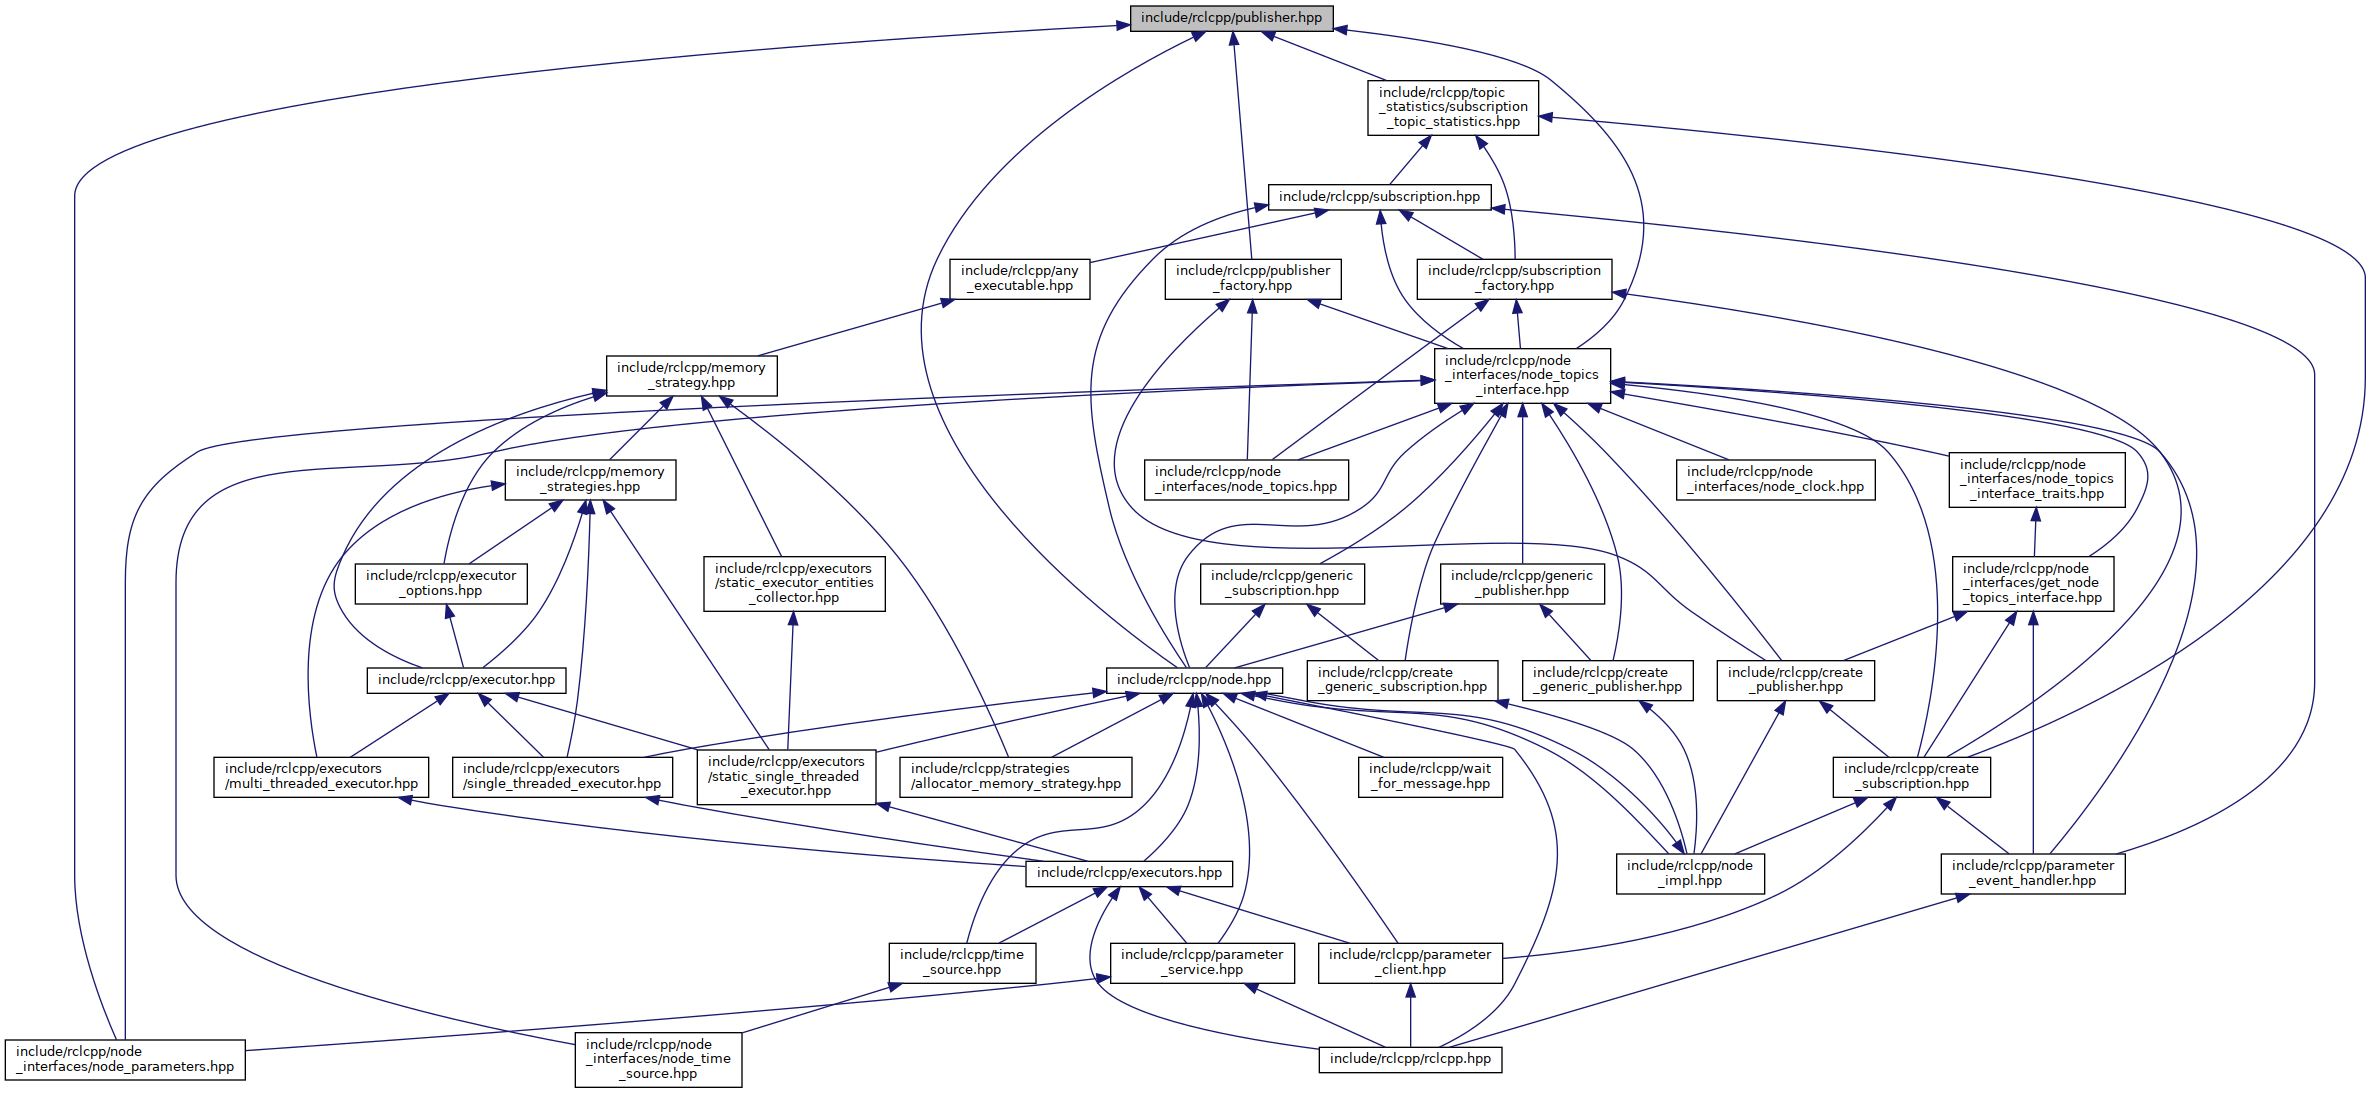 include/rclcpp/publisher.hpp
include/rclcpp/topic
_statistics/subscription
_topic_statistics.hpp
include/rclcpp/subscription.hpp
include/rclcpp/any
_executable.hpp
include/rclcpp/publisher
_factory.hpp
include/rclcpp/subscription
_factory.hpp
include/rclcpp/memory
_strategy.hpp
include/rclcpp/node
_interfaces/node_topics
_interface.hpp
include/rclcpp/memory
_strategies.hpp
include/rclcpp/node
_interfaces/node_topics.hpp
include/rclcpp/node
_interfaces/node_clock.hpp
include/rclcpp/node
_interfaces/node_topics
_interface_traits.hpp
include/rclcpp/executor
_options.hpp
include/rclcpp/executors
/static_executor_entities
_collector.hpp
include/rclcpp/generic
_subscription.hpp
include/rclcpp/generic
_publisher.hpp
include/rclcpp/node
_interfaces/get_node
_topics_interface.hpp
include/rclcpp/executor.hpp
include/rclcpp/node.hpp
include/rclcpp/create
_generic_subscription.hpp
include/rclcpp/create
_generic_publisher.hpp
include/rclcpp/create
_publisher.hpp
include/rclcpp/executors
/multi_threaded_executor.hpp
include/rclcpp/executors
/single_threaded_executor.hpp
include/rclcpp/executors
/static_single_threaded
_executor.hpp
include/rclcpp/strategies
/allocator_memory_strategy.hpp
include/rclcpp/wait
_for_message.hpp
include/rclcpp/create
_subscription.hpp
include/rclcpp/executors.hpp
include/rclcpp/node
_impl.hpp
include/rclcpp/parameter
_event_handler.hpp
include/rclcpp/time
_source.hpp
include/rclcpp/parameter
_service.hpp
include/rclcpp/parameter
_client.hpp
include/rclcpp/node
_interfaces/node_parameters.hpp
include/rclcpp/node
_interfaces/node_time
_source.hpp
include/rclcpp/rclcpp.hpp